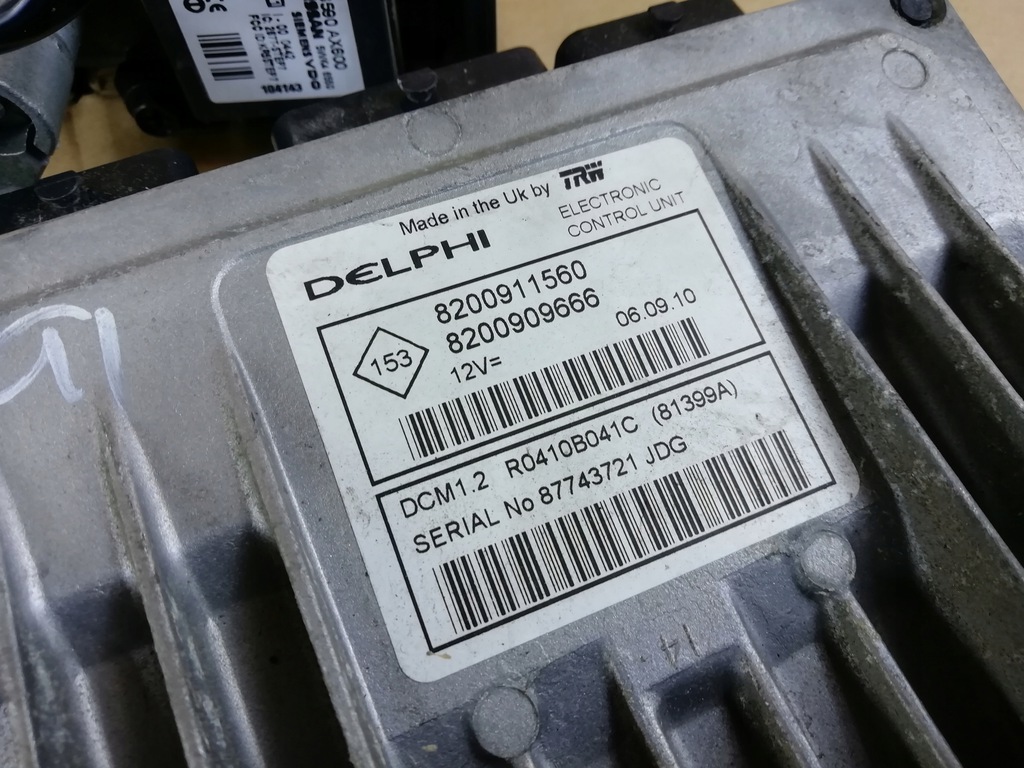 SIEMENS VDO
104143
Made in the Uk by TRW
DELPHI
ELECTRONIC
CONTROL UNIT
8200911560
8200909666
153
12V=
06.09.10
DCM1.2 R0410B041C (81399A)
SERIAL No 87743721 JDG
14